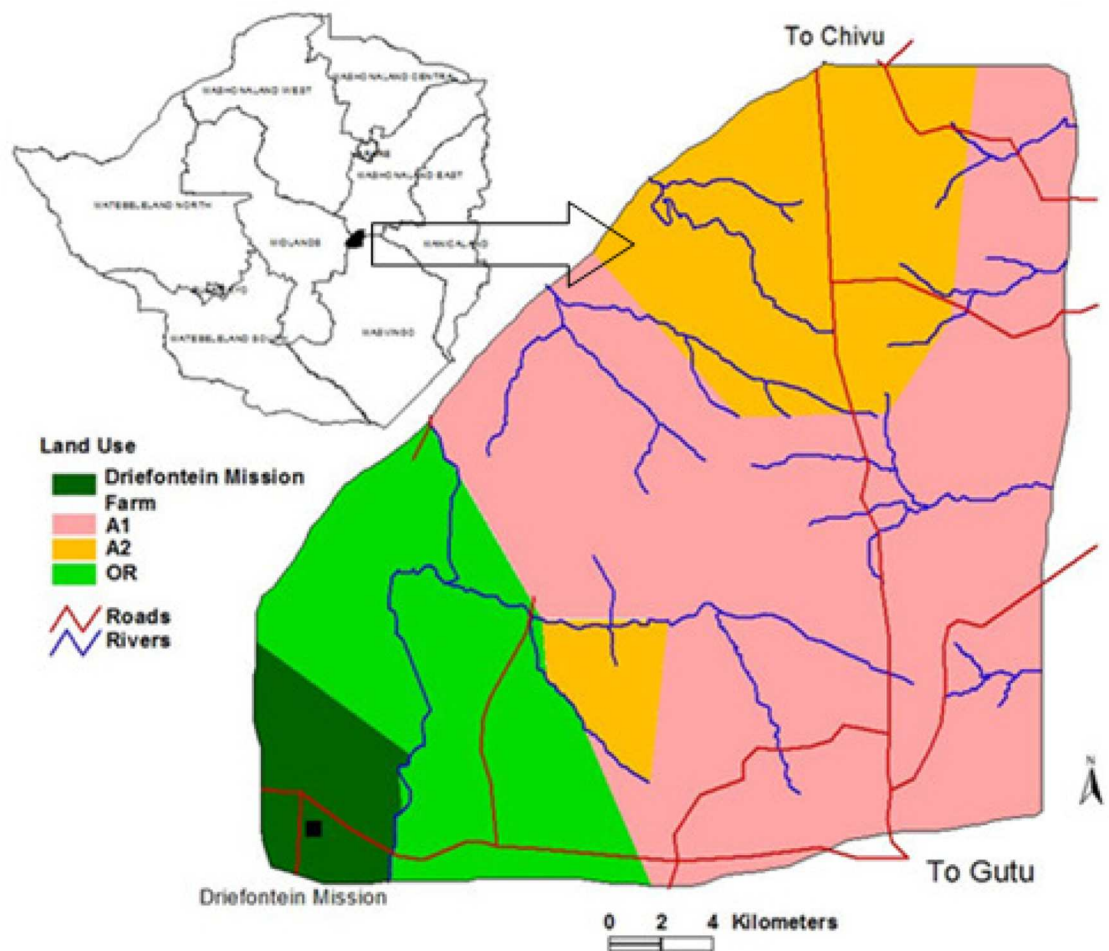 To Chivu
MASHONALAND WEST
MASHONALAND CENTRAL
MASHONALAND EAST
MATEBELELAND NORTH
MIDLANDS
MANICALAND
MASVINGO
Land Use
Driefontein Mission
Farm
A1
A2
OR
Roads
Rivers
N
To Gutu
Driefontein Mission
0 2 4 Kilometers